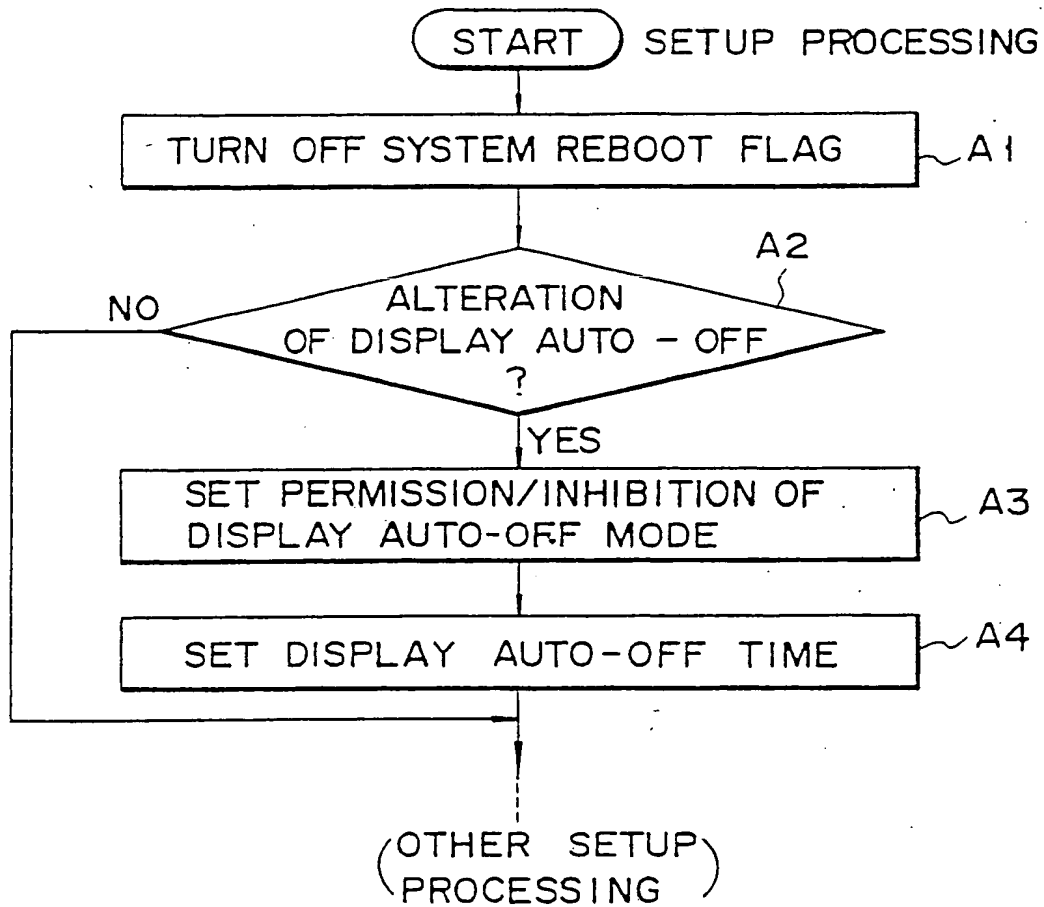 START SETUP PROCESSING
TURN OFF SYSTEM REBOOT FLAG A1
A2
NO
ALTERATION
OF DISPLAY AUTO - OFF
?
YES
SET PERMISSION/INHIBITION OF
DISPLAY AUTO-OFF MODE
A3
SET DISPLAY AUTO-OFF TIME
A4
(OTHER SETUP
PROCESSING)